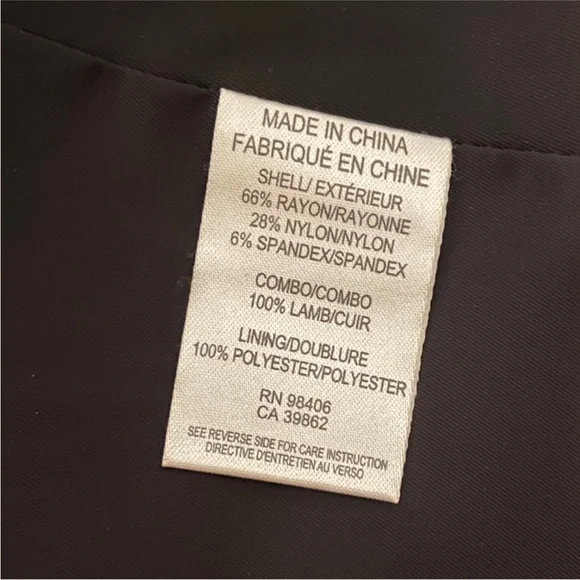 MADE IN CHINA
FABRIQUÉ EN CHINE
SHELL/ EXTÉRIEUR
66% RAYON/RAYONNE
28% NYLON/NYLON
6% SPANDEX/SPANDEX
COMBO/COMBO
100% LAMB/CUIR
LINING/DOUBLURE
100% POLYESTER/POLYESTER
RN 98406
CA 39862
SEE REVERSE SIDE FOR CARE INSTRUCTION
DIRECTIVE D'ENTRETIEN AU VERSO